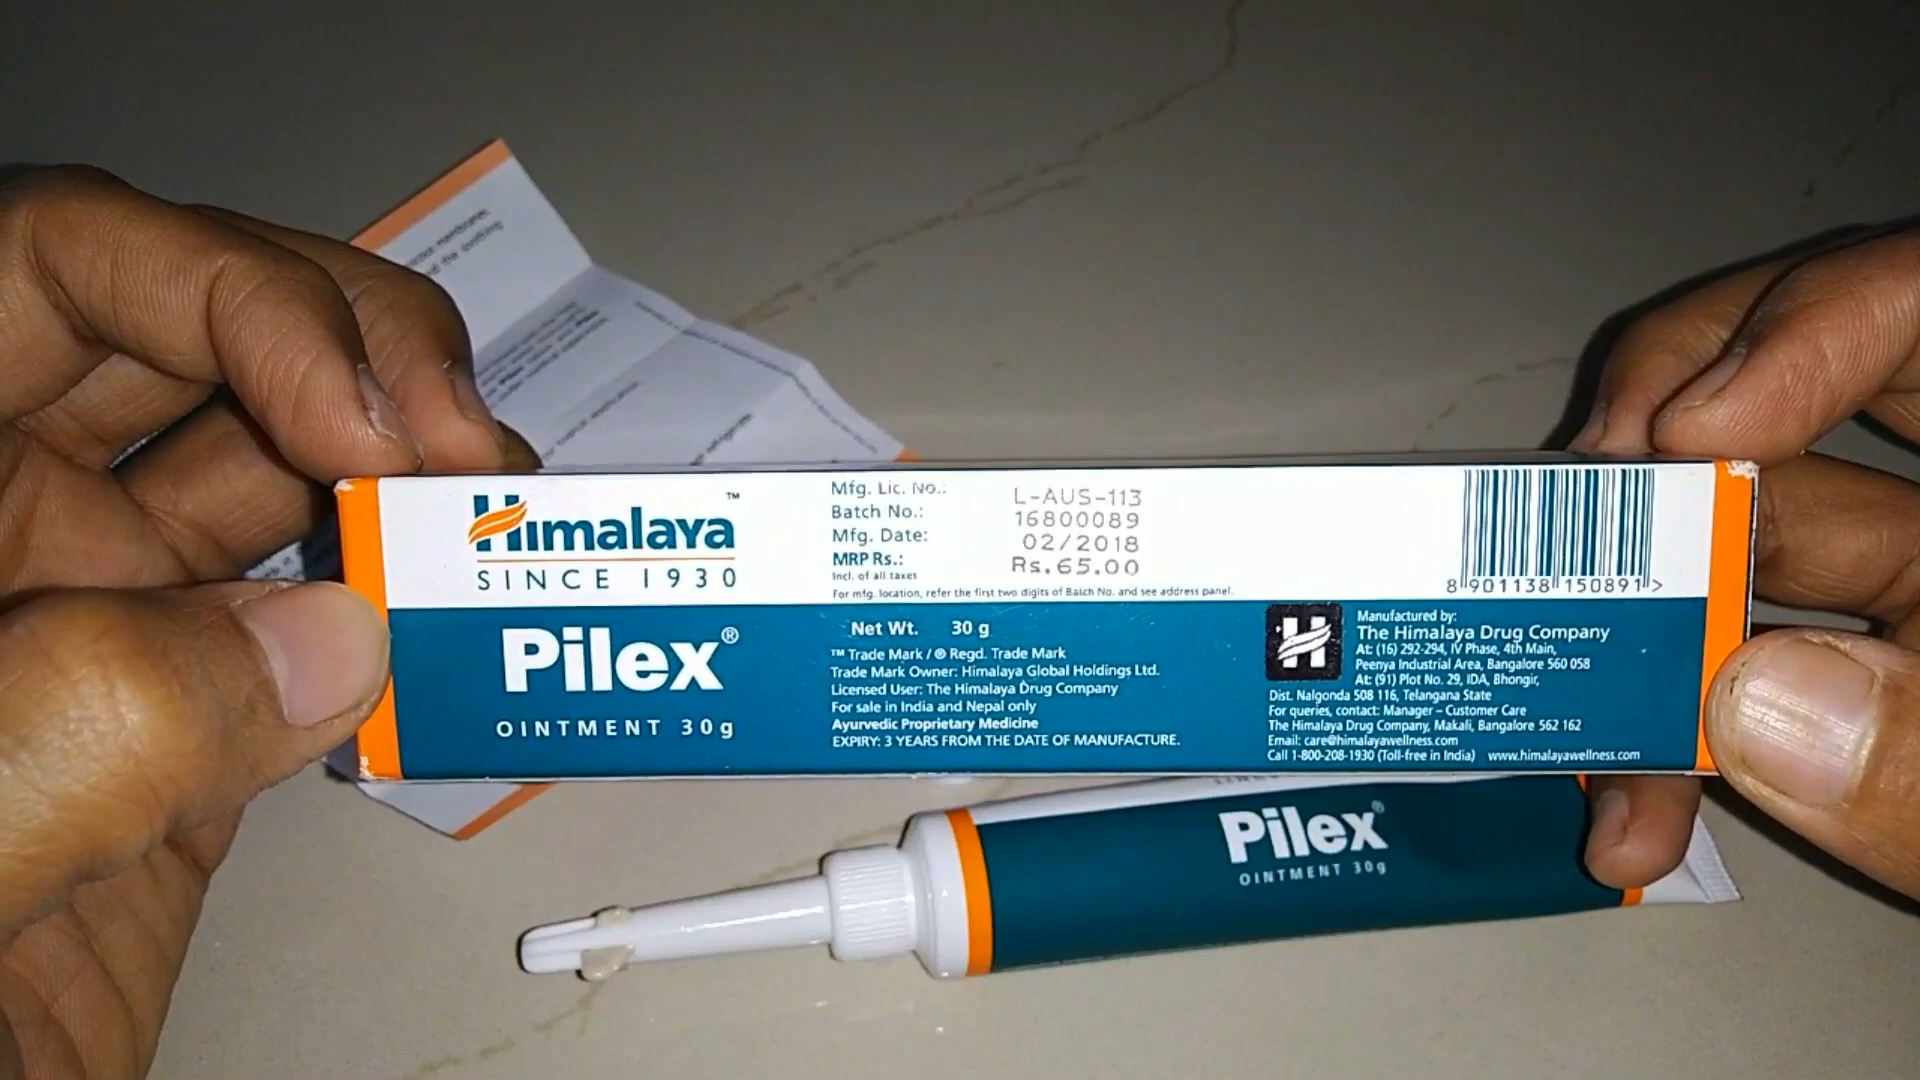 Himalaya™
SINCE 1930
Pilex®
OINTMENT 30g
Mfg. Lic. No.: L-AUS-113
Batch No.: 16800089
Mfg. Date: 02/2018
MRP Rs.: Rs.65.00
Incl. of all taxes
For mfg. location, refer the first two digits of Batch No. and see address panel.
Net Wt. 30 g
™ Trade Mark / ® Regd. Trade Mark
Trade Mark Owner: Himalaya Global Holdings Ltd.
Licensed User: The Himalaya Drug Company
For sale in India and Nepal only
Ayurvedic Proprietary Medicine
EXPIRY: 3 YEARS FROM THE DATE OF MANUFACTURE.
8 901138 150891 >
Manufactured by:
The Himalaya Drug Company
At: (16) 292-294, IV Phase, 4th Main,
Peenya Industrial Area, Bangalore 560 058
At: (91) Plot No. 29, IDA, Bhongir,
Dist. Nalgonda 508 116, Telangana State
For queries, contact: Manager – Customer Care
The Himalaya Drug Company, Makali, Bangalore 562 162
Email: care@himalayawellness.com
Call 1-800-208-1930 (Toll-free in India) www.himalayawellness.com
Pilex®
OINTMENT 30g
membranes
the soothing